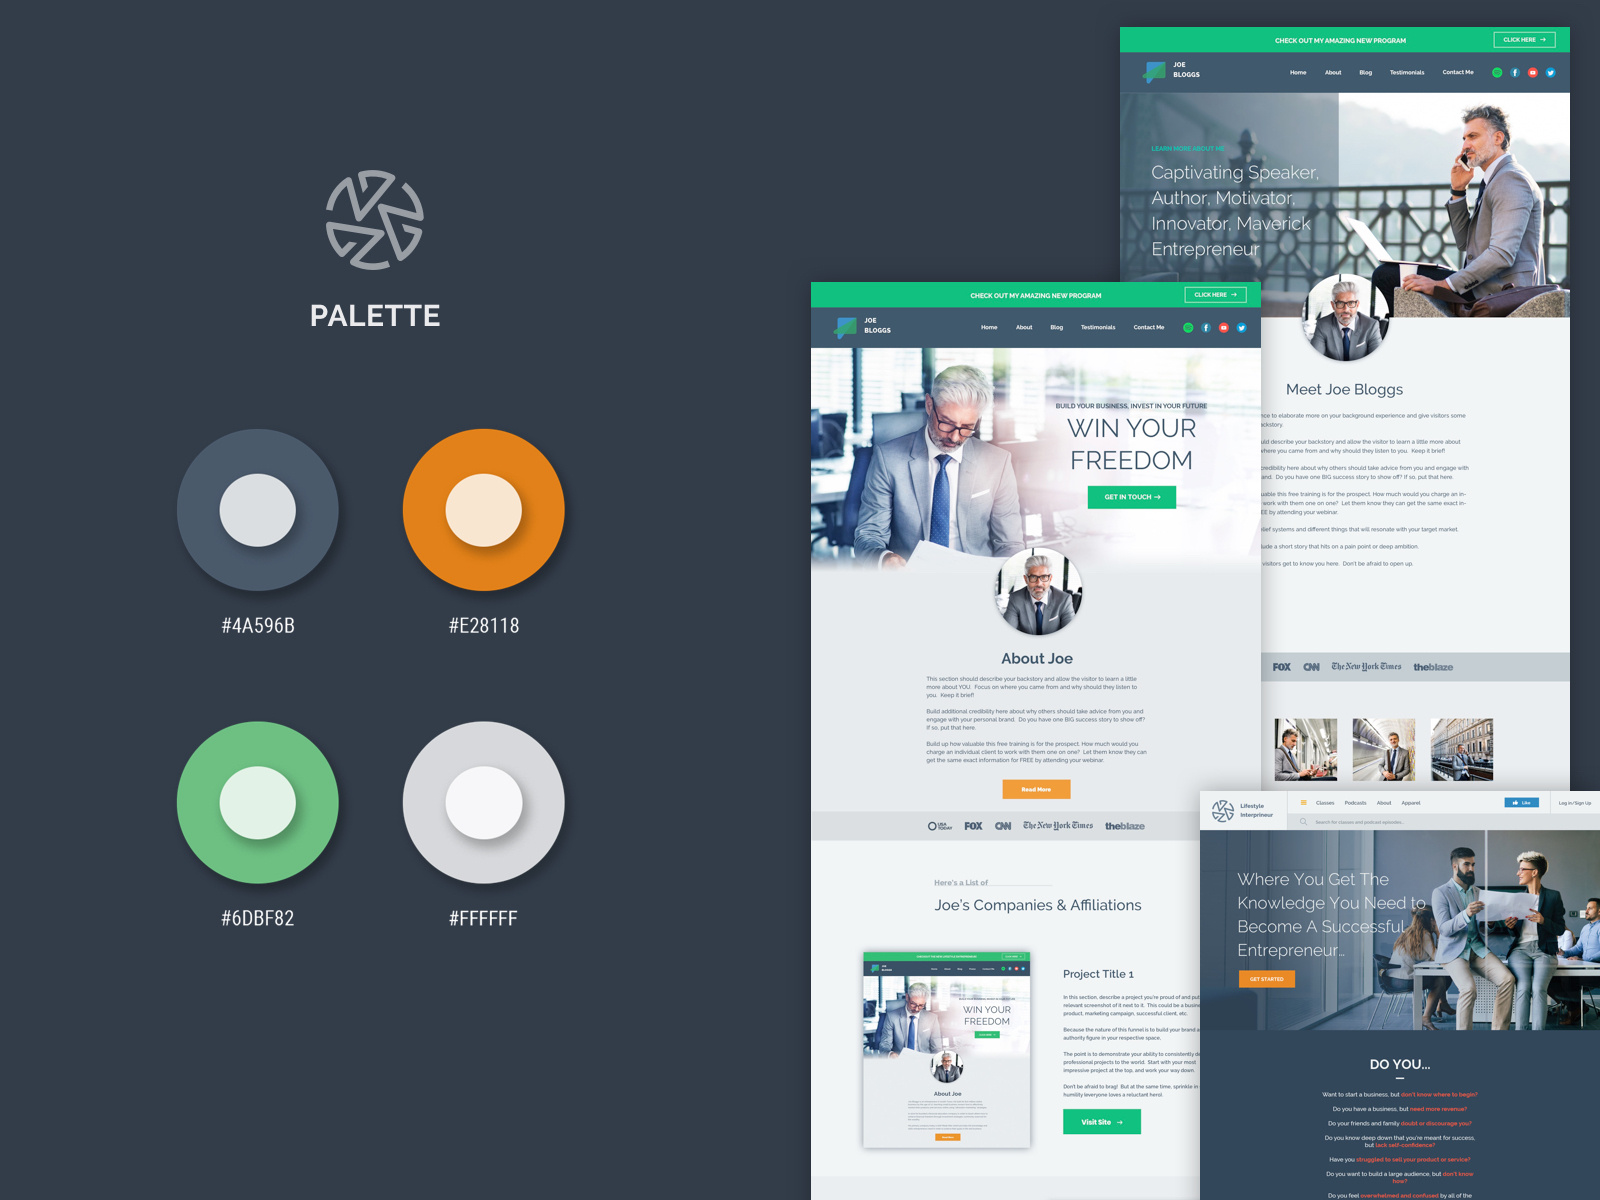 PALETTE
#4A596B
#E28118
#6DBF82
#FFFFFF
CHECK OUT MY AMAZING NEW PROGRAM
CLICK HERE →
JOE
BLOGGS
Home About Blog Testimonials Contact Me
LEARN MORE ABOUT ME
Captivating Speaker,
Author, Motivator,
Innovator, Maverick
Entrepreneur
Meet Joe Bloggs
nce to elaborate more on your background experience and give visitors some
ackstory.
uld describe your backstory and allow the visitor to learn a little more about
where you came from and why should they listen to you. Keep it brief!
credibility here about why others should take advice from you and engage with
and. Do you have one BIG success story to show off? If so, put that here.
uable this free training is for the prospect. How much would you charge an in-
work with them one on one? Let them know they can get the same exact in-
EE by attending your webinar.
lief systems and different things that will resonate with your target market.
lude a short story that hits on a pain point or deep ambition.
visitors get to know you here. Don't be afraid to open up.
FOX CNN The New York Times theblaze
CHECK OUT MY AMAZING NEW PROGRAM
CLICK HERE →
JOE
BLOGGS
Home About Blog Testimonials Contact Me
BUILD YOUR BUSINESS, INVEST IN YOUR FUTURE
WIN YOUR
FREEDOM
GET IN TOUCH →
About Joe
This section should describe your backstory and allow the visitor to learn a little
more about YOU. Focus on where you came from and why should they listen to
you. Keep it brief!
Build additional credibility here about why others should take advice from you and
engage with your personal brand. Do you have one BIG success story to show off?
If so, put that here.
Build up how valuable this free training is for the prospect. How much would you
charge an individual client to work with them one on one? Let them know they can
get the same exact information for FREE by attending your webinar.
Read More
USA TODAY FOX CNN The New York Times theblaze
Here's a List of
Joe's Companies & Affiliations
WIN YOUR
FREEDOM
About Joe
Project Title 1
In this section, describe a project you're proud of and put
relevant screenshot of it next to it. This could be a busine
product, marketing campaign, successful client, etc.
Because the nature of this funnel is to build your brand a
authority figure in your respective space.
The point is to demonstrate your ability to consistently de
professional projects to the world. Start with your most
impressive project at the top, and work your way down.
Don't be afraid to brag! But at the same time, sprinkle in
humility (everyone loves a reluctant hero).
Visit Site →
Lifestyle
Interprineur
Classes Podcasts About Apparel
Like
Log in/Sign Up
Search for classes and podcast episodes...
Where You Get The
Knowledge You Need to
Become A Successful
Entrepreneur...
GET STARTED
DO YOU...
Want to start a business, but don't know where to begin?
Do you have a business, but need more revenue?
Do your friends and family doubt or discourage you?
Do you know deep down that you're meant for success,
but lack self-confidence?
Have you struggled to sell your product or service?
Do you want to build a large audience, but don't know
how?
Do you feel overwhelmed and confused by all of the